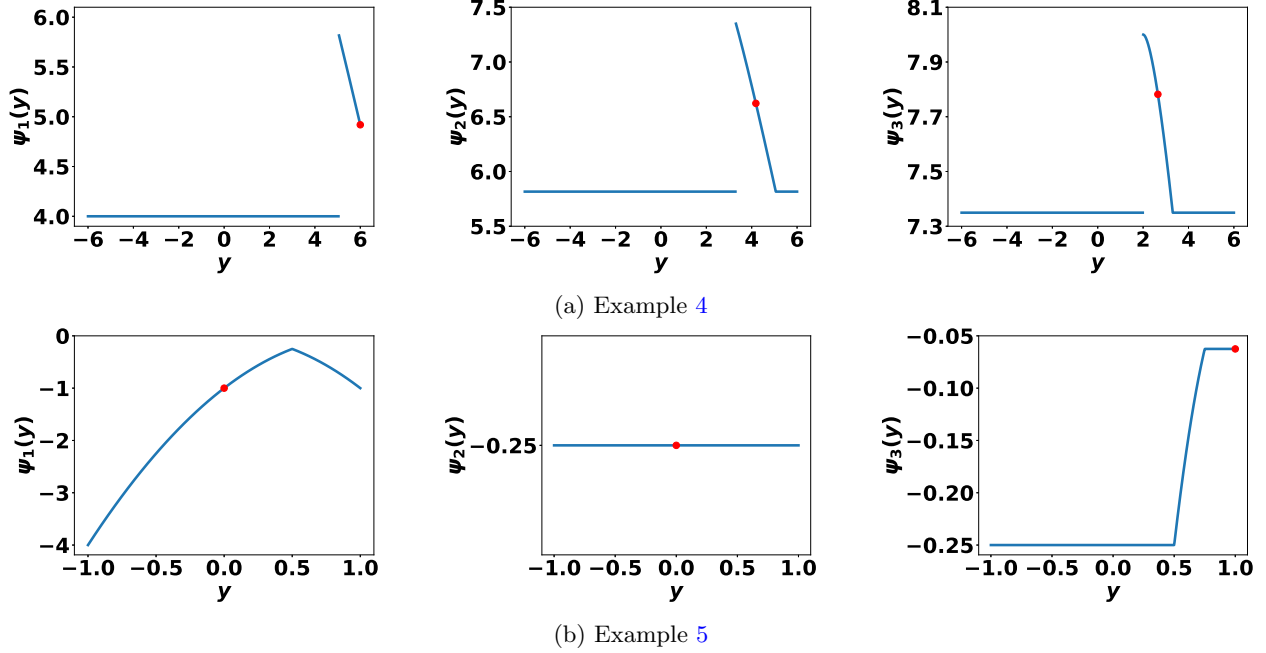 6.0
5.5
5.0
4.5
4.0
ψ₁(y)
−6 −4 −2 0 2 4 6
y
7.5
7.0
6.5
6.0
5.5
ψ₂(y)
−6 −4 −2 0 2 4 6
y
8.1
7.9
7.7
7.5
7.3
ψ₃(y)
−6 −4 −2 0 2 4 6
y
(a) Example 4
0
−1
−2
−3
−4
ψ₁(y)
−1.0 −0.5 0.0 0.5 1.0
y
−0.25
ψ₂(y)
−1.0 −0.5 0.0 0.5 1.0
y
−0.05
−0.10
−0.15
−0.20
−0.25
ψ₃(y)
−1.0 −0.5 0.0 0.5 1.0
y
(b) Example 5